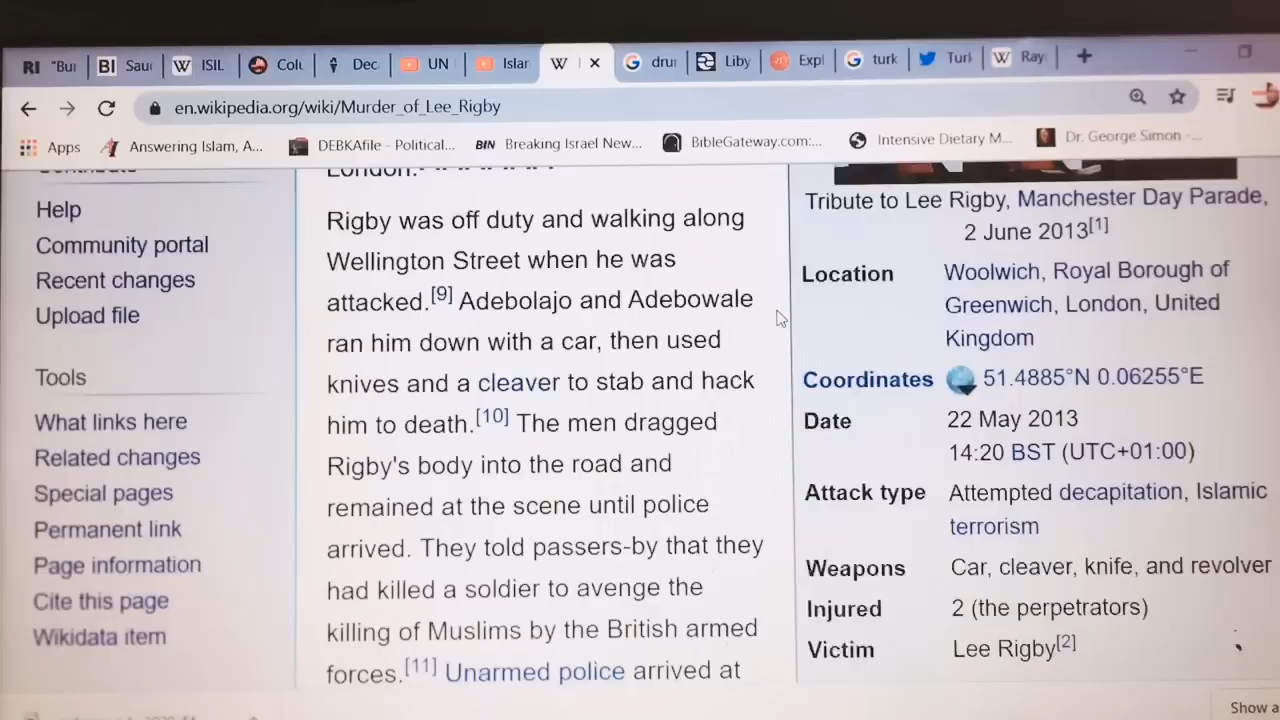 RI "Bu BI Sau W ISIL Colu Dec UN Islar W × G dru Liby Expl G turk Turk W Ray +
en.wikipedia.org/wiki/Murder_of_Lee_Rigby
Apps Answering Islam, A... DEBKAfile - Political... BIN Breaking Israel New... BibleGateway.com:... Intensive Dietary M... Dr. George Simon -...
Help
Community portal
Recent changes
Upload file
Tools
What links here
Related changes
Special pages
Permanent link
Page information
Cite this page
Wikidata item
London.
Rigby was off duty and walking along
Wellington Street when he was
attacked.[9] Adebolajo and Adebowale
ran him down with a car, then used
knives and a cleaver to stab and hack
him to death.[10] The men dragged
Rigby's body into the road and
remained at the scene until police
arrived. They told passers-by that they
had killed a soldier to avenge the
killing of Muslims by the British armed
forces.[11] Unarmed police arrived at
Tribute to Lee Rigby, Manchester Day Parade,
2 June 2013[1]
Location Woolwich, Royal Borough of
Greenwich, London, United
Kingdom
Coordinates 51.4885°N 0.06255°E
Date 22 May 2013
14:20 BST (UTC+01:00)
Attack type Attempted decapitation, Islamic
terrorism
Weapons Car, cleaver, knife, and revolver
Injured 2 (the perpetrators)
Victim Lee Rigby[2]
Show a